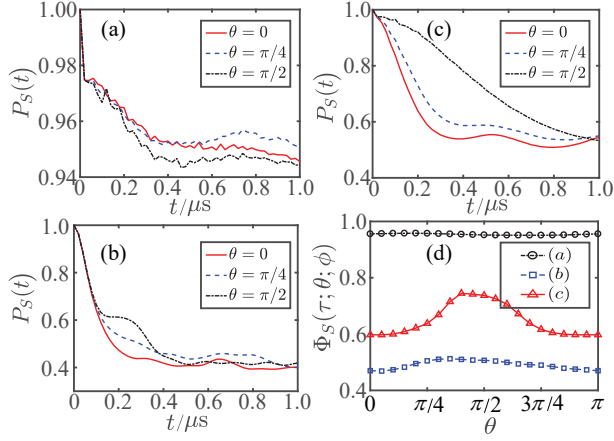 (a)
θ = 0
θ = π/4
θ = π/2
P_S(t)
1.00
0.98
0.96
0.94
0 0.2 0.4 0.6 0.8 1.0
t/μs
(c)
θ = 0
θ = π/4
θ = π/2
P_S(t)
1.0
0.8
0.6
0.4
0 0.2 0.4 0.6 0.8 1.0
t/μs
(b)
θ = 0
θ = π/4
θ = π/2
P_S(t)
1.0
0.8
0.6
0.4
0 0.2 0.4 0.6 0.8 1.0
t/μs
(d)
(a)
(b)
(c)
Φ_S(τ; θ; φ)
1.0
0.8
0.6
0.4
0 π/4 π/2 3π/4 π
θ